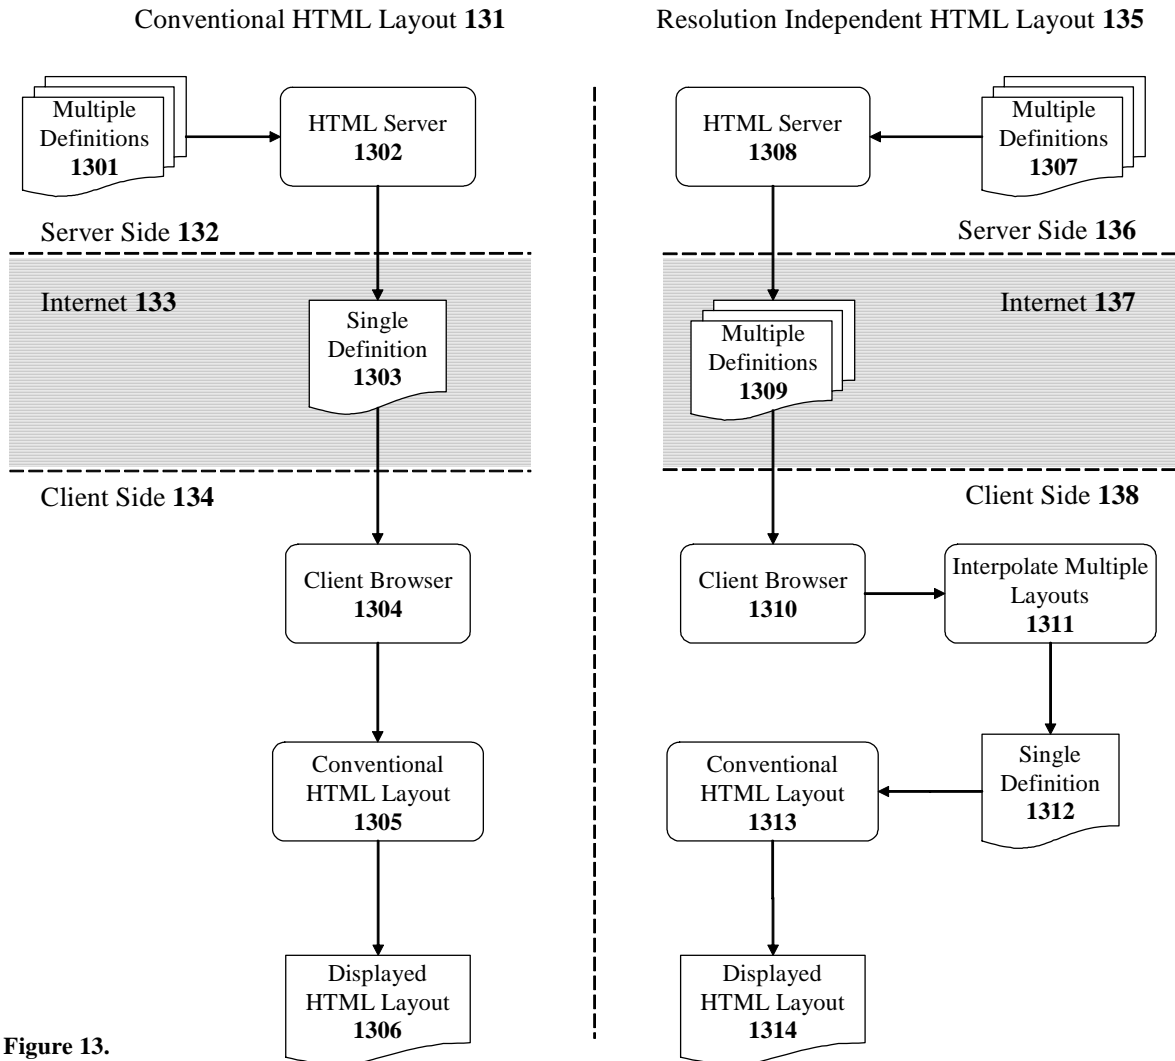 Conventional HTML Layout 131
Resolution Independent HTML Layout 135
Multiple
Definitions
1301
HTML Server
1302
HTML Server
1308
Multiple
Definitions
1307
Server Side 132
Server Side 136
Internet 133
Internet 137
Single
Definition
1303
Multiple
Definitions
1309
Client Side 134
Client Side 138
Client Browser
1304
Client Browser
1310
Interpolate Multiple
Layouts
1311
Conventional
HTML Layout
1305
Conventional
HTML Layout
1313
Single
Definition
1312
Displayed
HTML Layout
1306
Displayed
HTML Layout
1314
Figure 13.